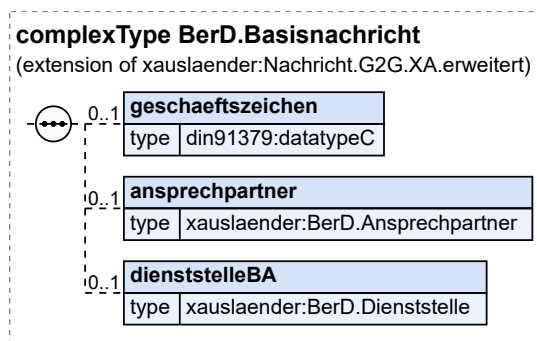 complexType BerD.Basisnachricht
(extension of xauslaender:Nachricht.G2G.XA.erweitert)
0..1 geschaeftszeichen
type din91379:datatypeC
0..1 ansprechpartner
type xauslaender:BerD.Ansprechpartner
0..1 dienststelleBA
type xauslaender:BerD.Dienststelle